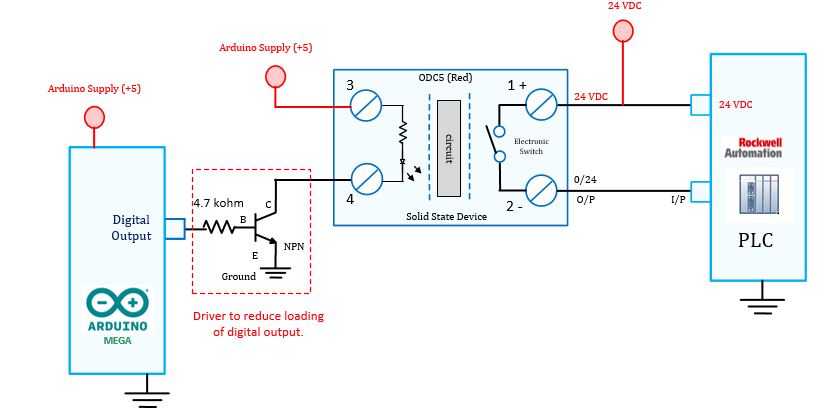 24 VDC
Arduino Supply (+5)
Arduino Supply (+5)
ODC5 (Red)
3
1 +
24 VDC
24 VDC
circuit
Electronic
Switch
Rockwell
Automation
4
2 -
0/24
O/P
I/P
Solid State Device
PLC
4.7 kohm
C
B
E
NPN
Ground
Digital
Output
ARDUINO
MEGA
Driver to reduce loading
of digital output.